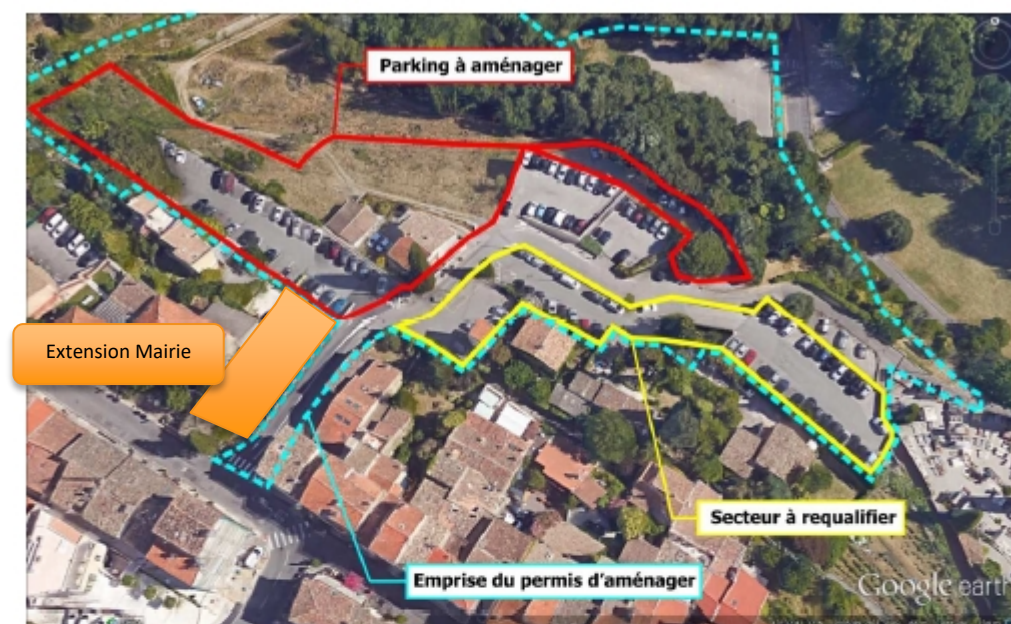 Parking à aménager
Extension Mairie
Secteur à requalifier
Emprise du permis d'aménager
Google earth